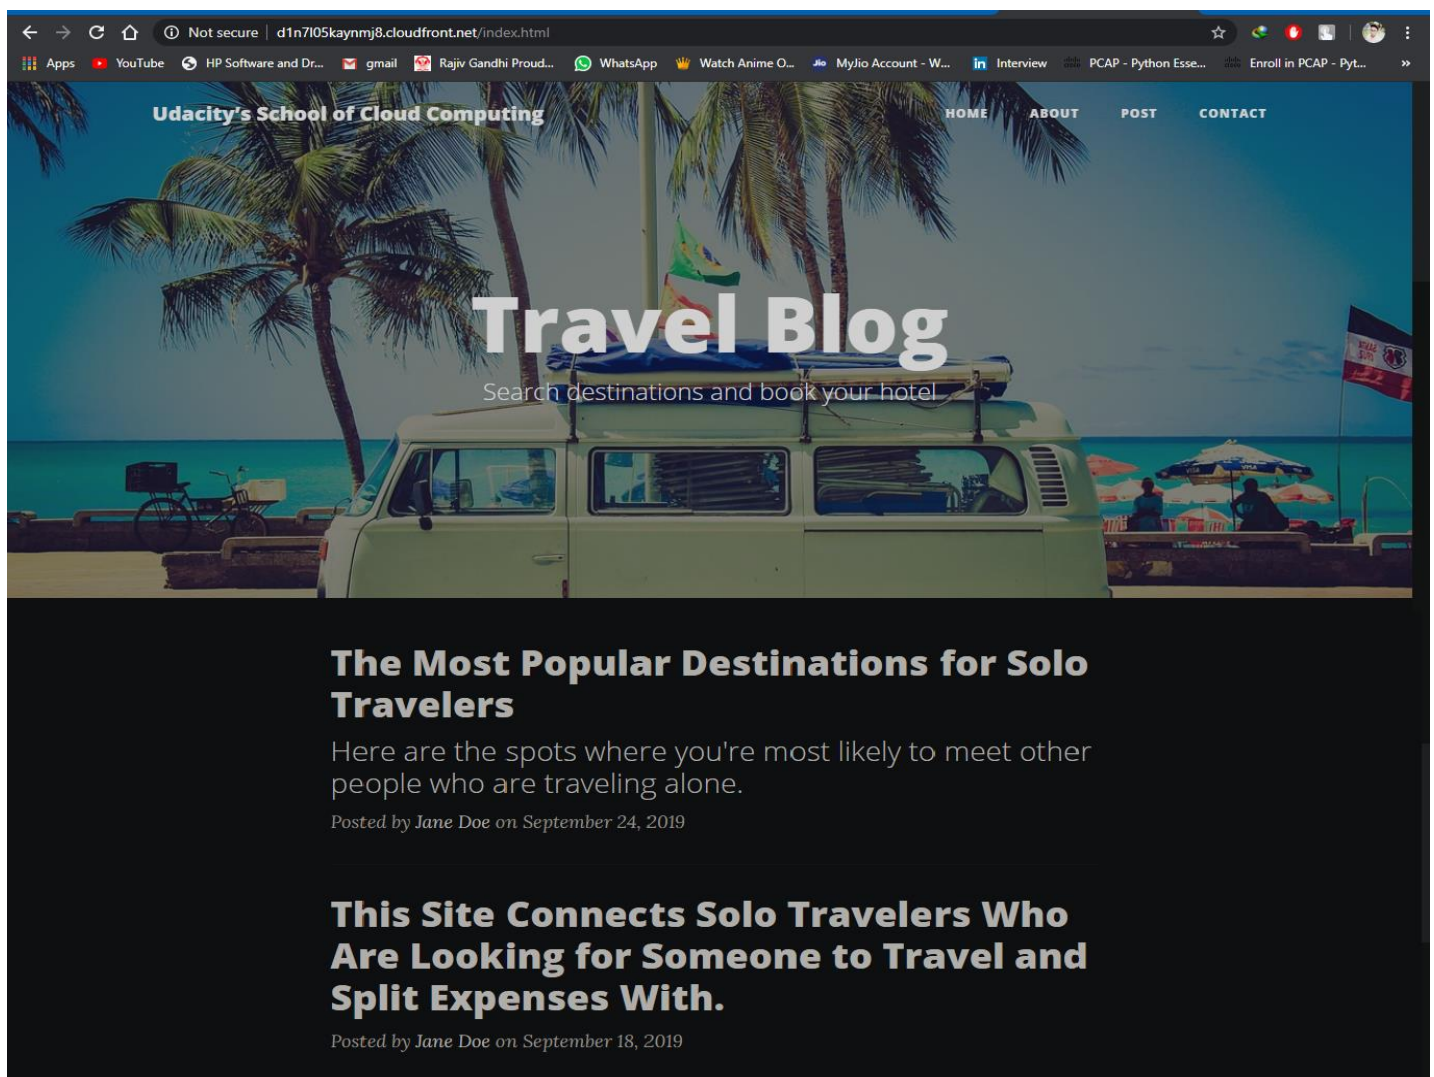 Not secure | d1n7l05kaynmj8.cloudfront.net/index.html
Apps YouTube HP Software and Dr... gmail Rajiv Gandhi Proud... WhatsApp Watch Anime O... Jio MyJio Account - W... in Interview PCAP - Python Esse... Enroll in PCAP - Pyt... »
Udacity's School of Cloud Computing HOME ABOUT POST CONTACT
Travel Blog
Search destinations and book your hotel
VISA VISA
The Most Popular Destinations for Solo
Travelers
Here are the spots where you're most likely to meet other
people who are traveling alone.
Posted by Jane Doe on September 24, 2019
This Site Connects Solo Travelers Who
Are Looking for Someone to Travel and
Split Expenses With.
Posted by Jane Doe on September 18, 2019